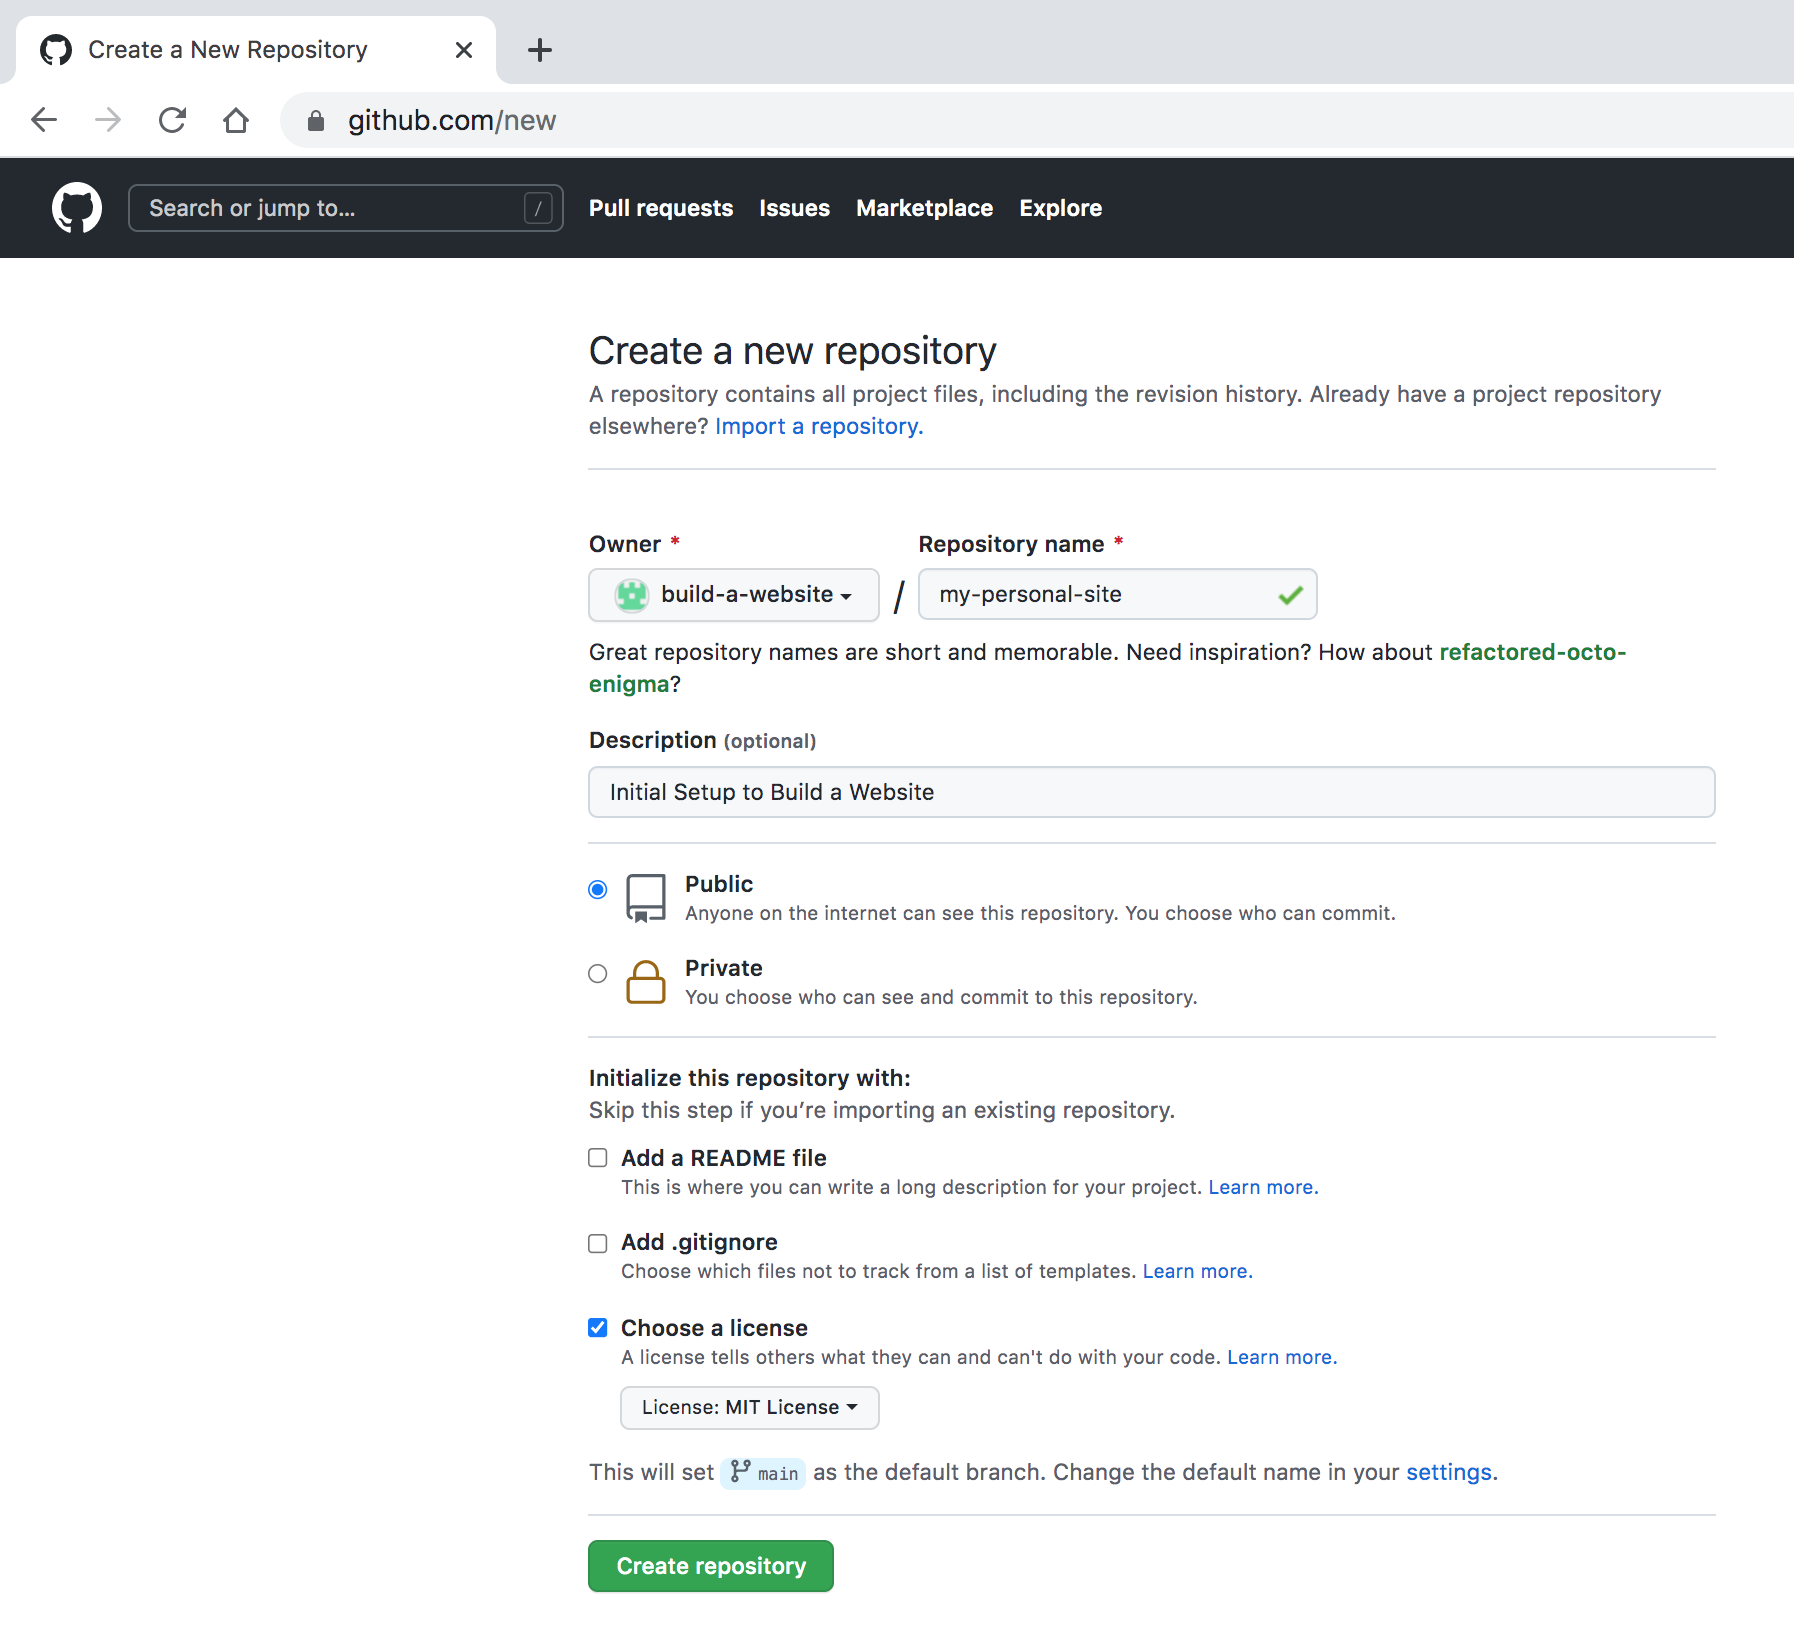 Create a New Repository
github.com/new
Search or jump to... / Pull requests Issues Marketplace Explore
Create a new repository
A repository contains all project files, including the revision history. Already have a project repository
elsewhere? Import a repository.
Owner * Repository name *
build-a-website / my-personal-site
Great repository names are short and memorable. Need inspiration? How about refactored-octo-
enigma?
Description (optional)
Initial Setup to Build a Website
Public
Anyone on the internet can see this repository. You choose who can commit.
Private
You choose who can see and commit to this repository.
Initialize this repository with:
Skip this step if you’re importing an existing repository.
Add a README file
This is where you can write a long description for your project. Learn more.
Add .gitignore
Choose which files not to track from a list of templates. Learn more.
Choose a license
A license tells others what they can and can't do with your code. Learn more.
License: MIT License
This will set main as the default branch. Change the default name in your settings.
Create repository